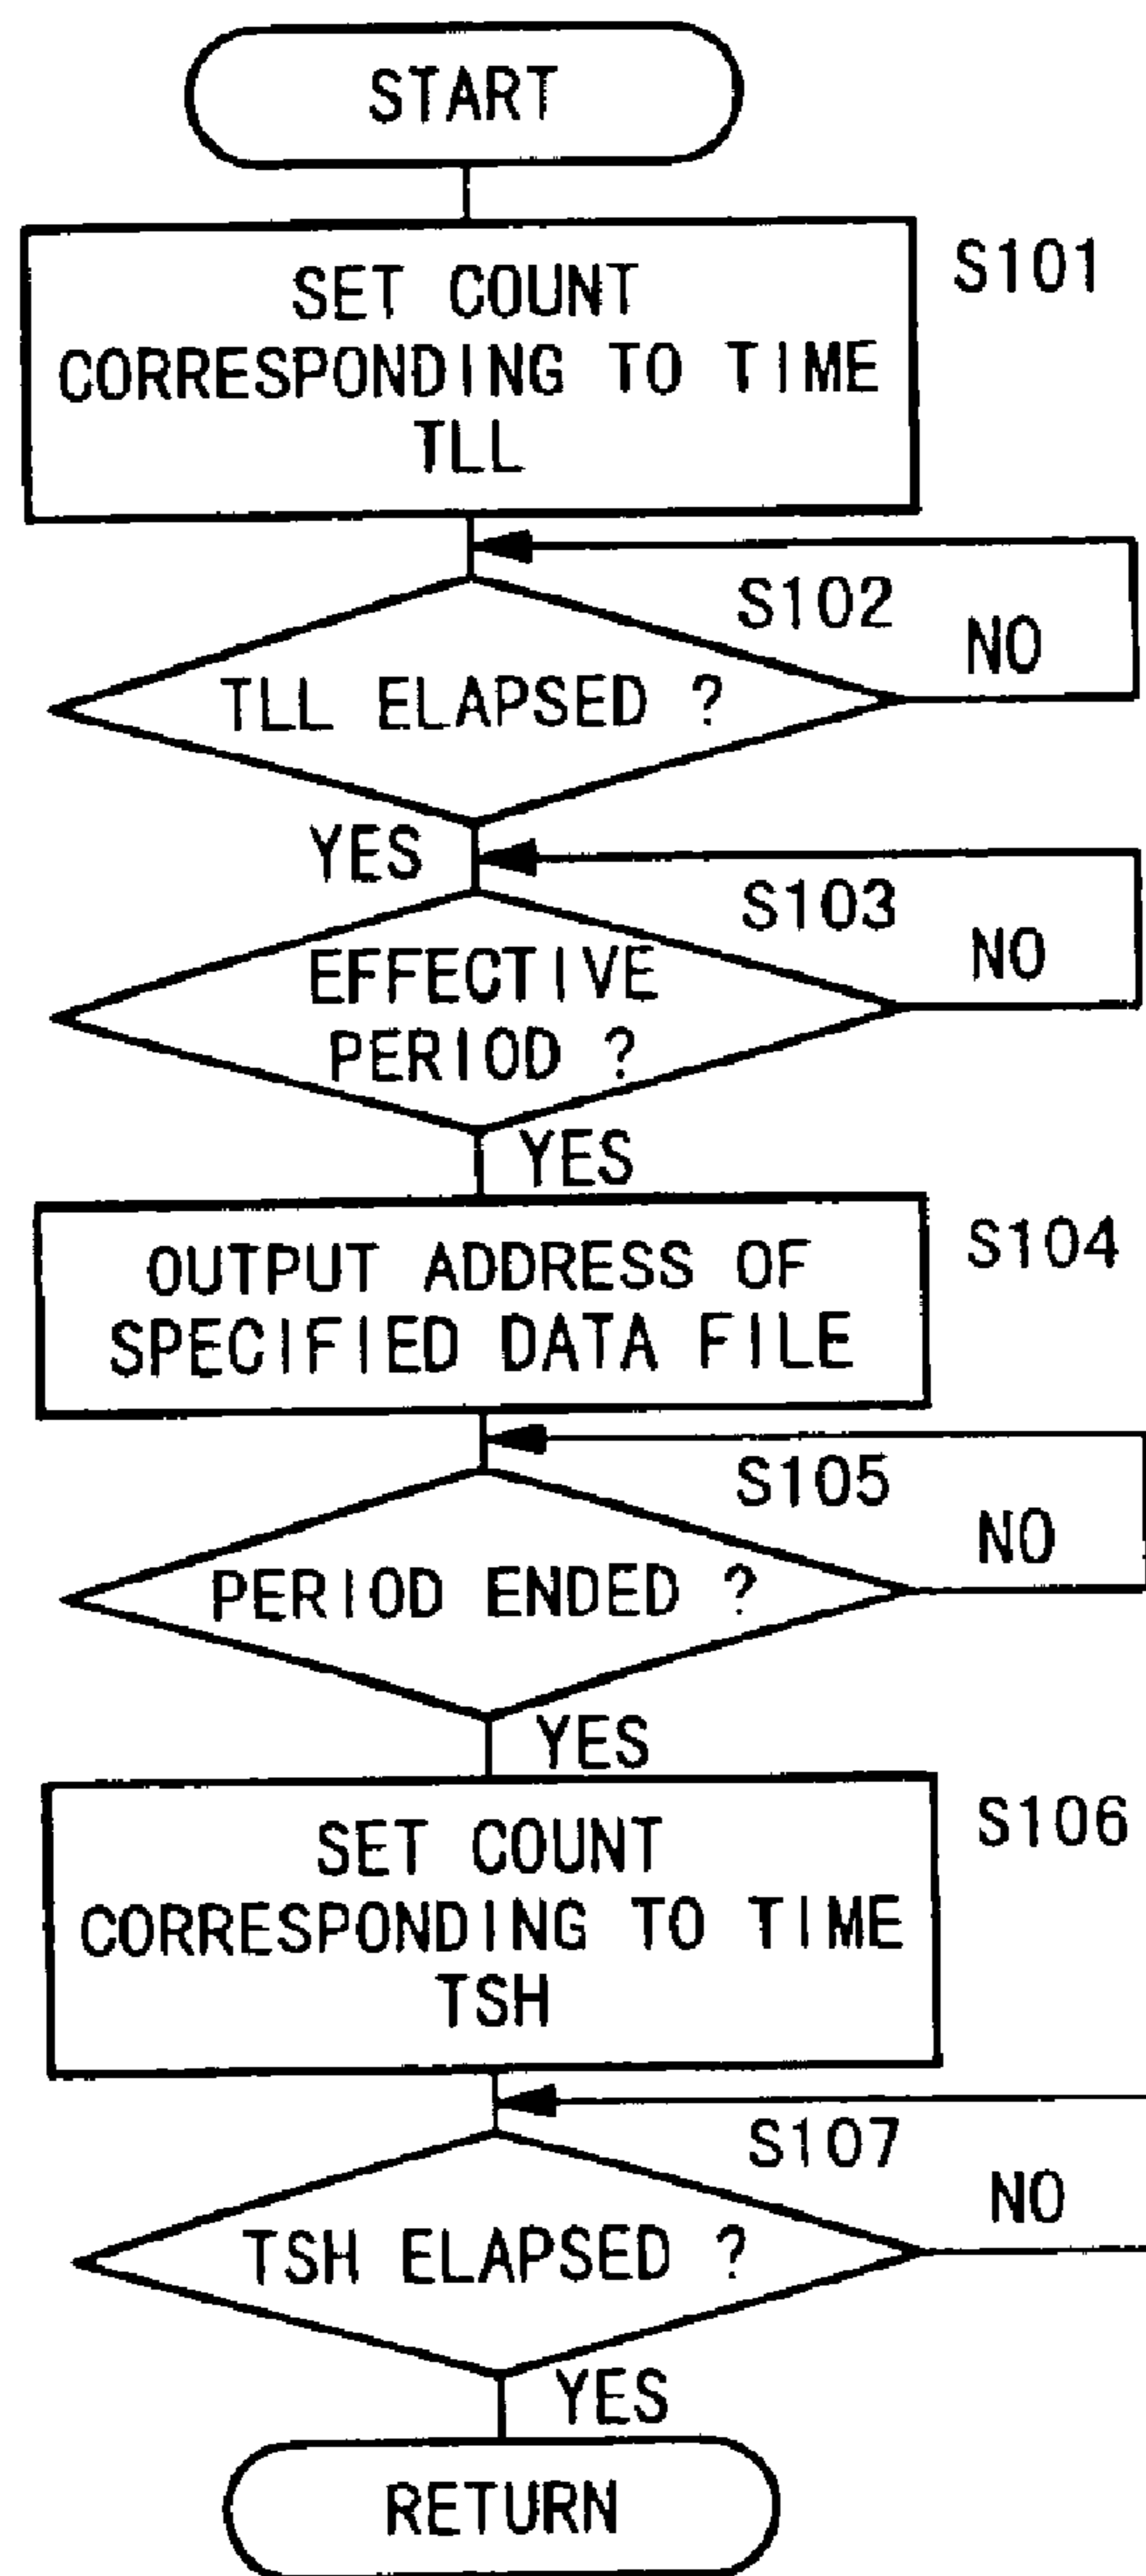 START
S101
SET COUNT
CORRESPONDING TO TIME
TLL
S102
NO
TLL ELAPSED ?
YES
S103
NO
EFFECTIVE
PERIOD ?
YES
S104
OUTPUT ADDRESS OF
SPECIFIED DATA FILE
S105
NO
PERIOD ENDED ?
YES
S106
SET COUNT
CORRESPONDING TO TIME
TSH
S107
NO
TSH ELAPSED ?
YES
RETURN